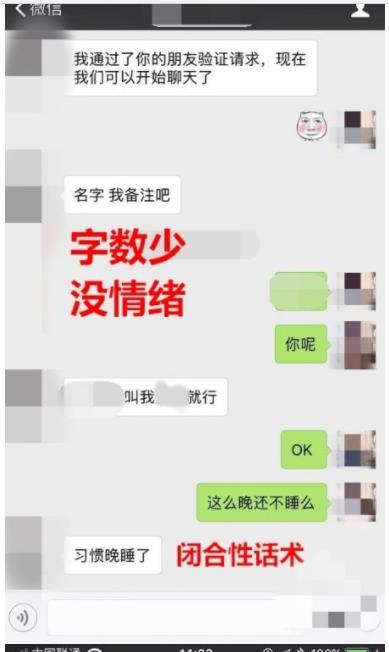 微信
我通过了你的朋友验证请求，现在
我们可以开始聊天了
名字 我备注吧
字数少
没情绪
你呢
叫我
就行
OK
这么晚还不睡么
习惯晚睡了
闭合性话术